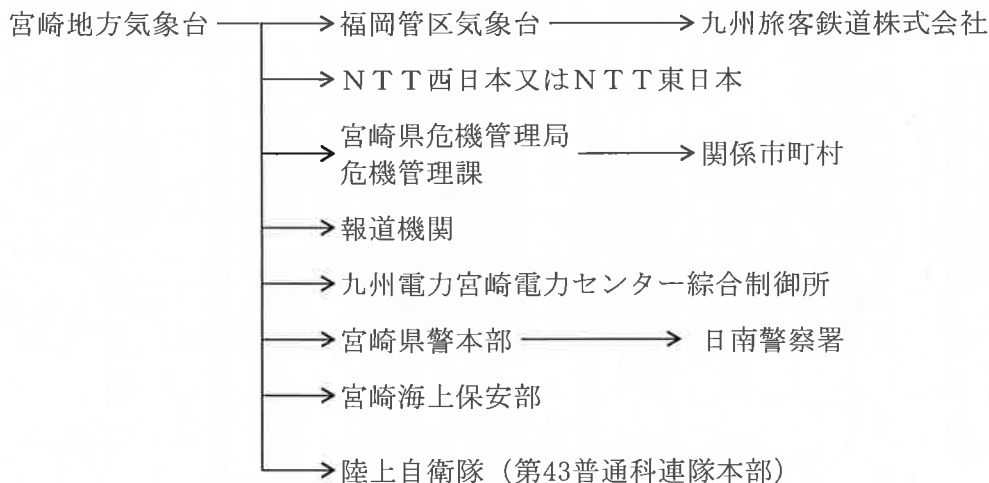 宮崎地方気象台 福岡管区気象台 九州旅客鉄道株式会社
ＮＴＴ西日本又はＮＴＴ東日本
宮崎県危機管理局
危機管理課 関係市町村
報道機関
九州電力宮崎電力センター綜合制御所
宮崎県警本部 日南警察署
宮崎海上保安部
陸上自衛隊（第43普通科連隊本部）